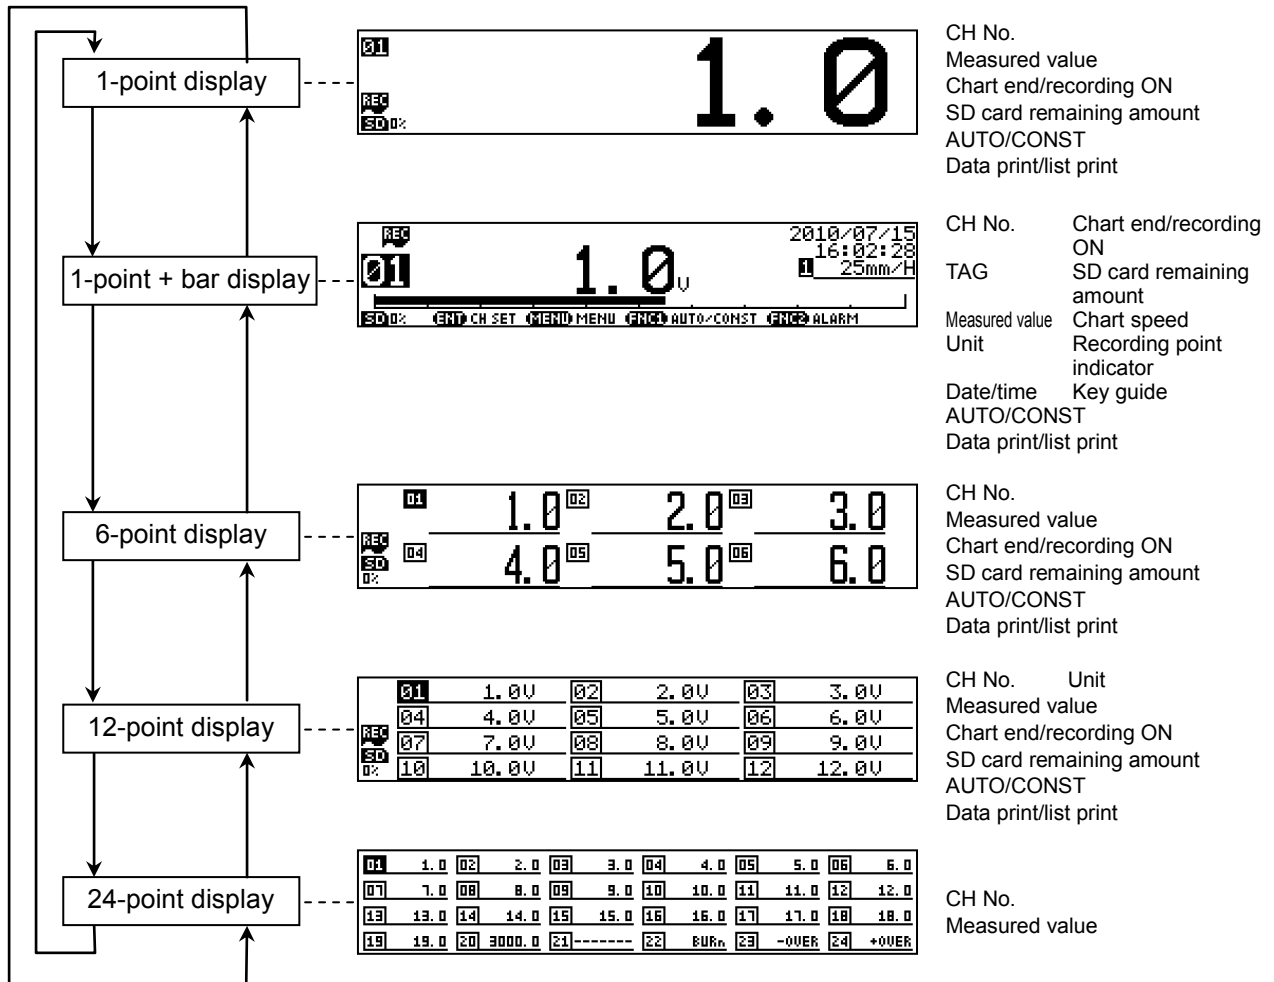 1-point display
01
1.0
REC
SD 0%
CH No.
Measured value
Chart end/recording ON
SD card remaining amount
AUTO/CONST
Data print/list print
1-point + bar display
REC
2010/07/15
16:02:28
1 25mm/H
01 1.0 V
SD 0% ENT CH SET MENU MENU FNC1 AUTO/CONST FNC2 ALARM
CH No. Chart end/recording
ON
TAG SD card remaining
amount
Measured value Chart speed
Unit Recording point
indicator
Date/time Key guide
AUTO/CONST
Data print/list print
6-point display
01 1.0 02 2.0 03 3.0
REC
04 4.0 05 5.0 06 6.0
SD
0%
CH No.
Measured value
Chart end/recording ON
SD card remaining amount
AUTO/CONST
Data print/list print
12-point display
01 1.0V 02 2.0V 03 3.0V
04 4.0V 05 5.0V 06 6.0V
REC
07 7.0V 08 8.0V 09 9.0V
SD
0% 10 10.0V 11 11.0V 12 12.0V
CH No. Unit
Measured value
Chart end/recording ON
SD card remaining amount
AUTO/CONST
Data print/list print
24-point display
01 1.0 02 2.0 03 3.0 04 4.0 05 5.0 06 6.0
07 7.0 08 8.0 09 9.0 10 10.0 11 11.0 12 12.0
13 13.0 14 14.0 15 15.0 16 16.0 17 17.0 18 18.0
19 19.0 20 3000.0 21 ------- 22 BURn 23 -OVER 24 +OVER
CH No.
Measured value